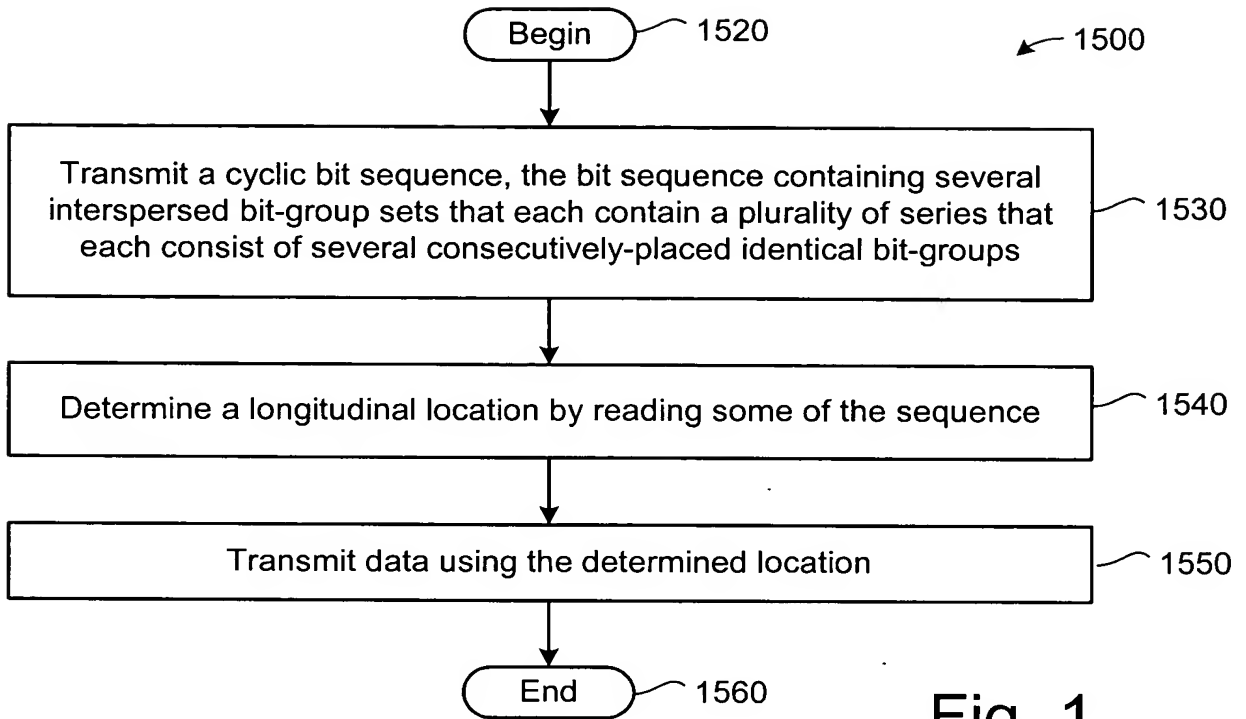 Begin
1520
1500
Transmit a cyclic bit sequence, the bit sequence containing several
interspersed bit-group sets that each contain a plurality of series that
each consist of several consecutively-placed identical bit-groups
1530
Determine a longitudinal location by reading some of the sequence
1540
Transmit data using the determined location
1550
End
1560
Fig. 1